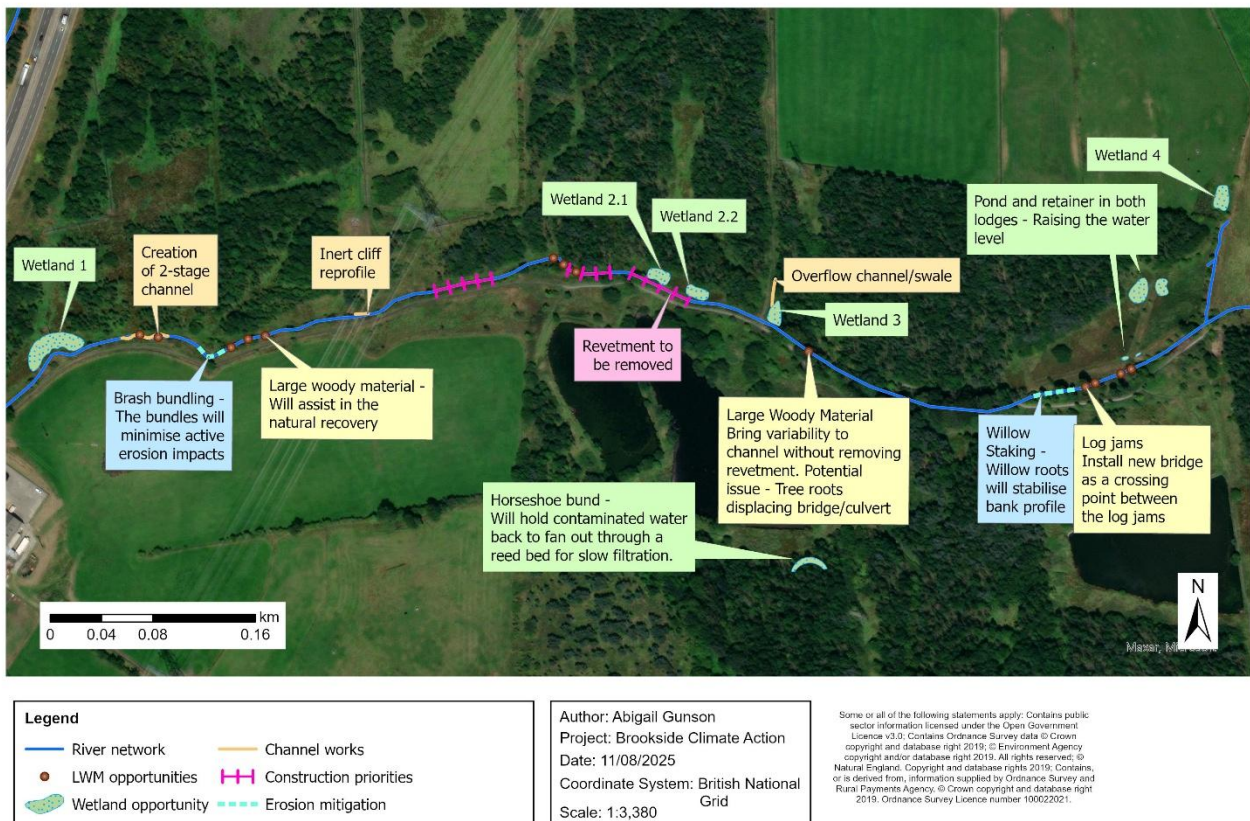 Wetland 1
Creation
of 2-stage
channel
Inert cliff
reprofile
Wetland 2.1
Wetland 2.2
Overflow channel/swale
Wetland 3
Pond and retainer in both
lodges - Raising the water
level
Wetland 4
Brash bundling -
The bundles will
minimise active
erosion impacts
Large woody material -
Will assist in the
natural recovery
Revetment to
be removed
Large Woody Material
Bring variability to
channel without removing
revetment. Potential
issue - Tree roots
displacing bridge/culvert
Willow
Staking -
Willow roots
will stabilise
bank profile
Log jams
Install new bridge
as a crossing
point between
the log jams
Horseshoe bund -
Will hold contaminated water
back to fan out through a
reed bed for slow filtration.
km
0 0.04 0.08 0.16
N
Maxar,
Legend
River network
LWM opportunities
Wetland opportunity
Channel works
Construction priorities
Erosion mitigation
Author: Abigail Gunson
Project: Brookside Climate Action
Date: 11/08/2025
Coordinate System: British National
Grid
Scale: 1:3,380
Some or all of the following statements apply: Contains public
sector information licensed under the Open Government
Licence v3.0; Contains Ordnance Survey data © Crown
copyright and database right 2019; © Environment Agency
copyright and/or database right 2019. All rights reserved; ©
Natural England. Copyright and database rights 2019; Contains,
or is derived from, information supplied by Ordnance Survey and
Rural Payments Agency. © Crown copyright and database right
2019. Ordnance Survey Licence number 100022021.